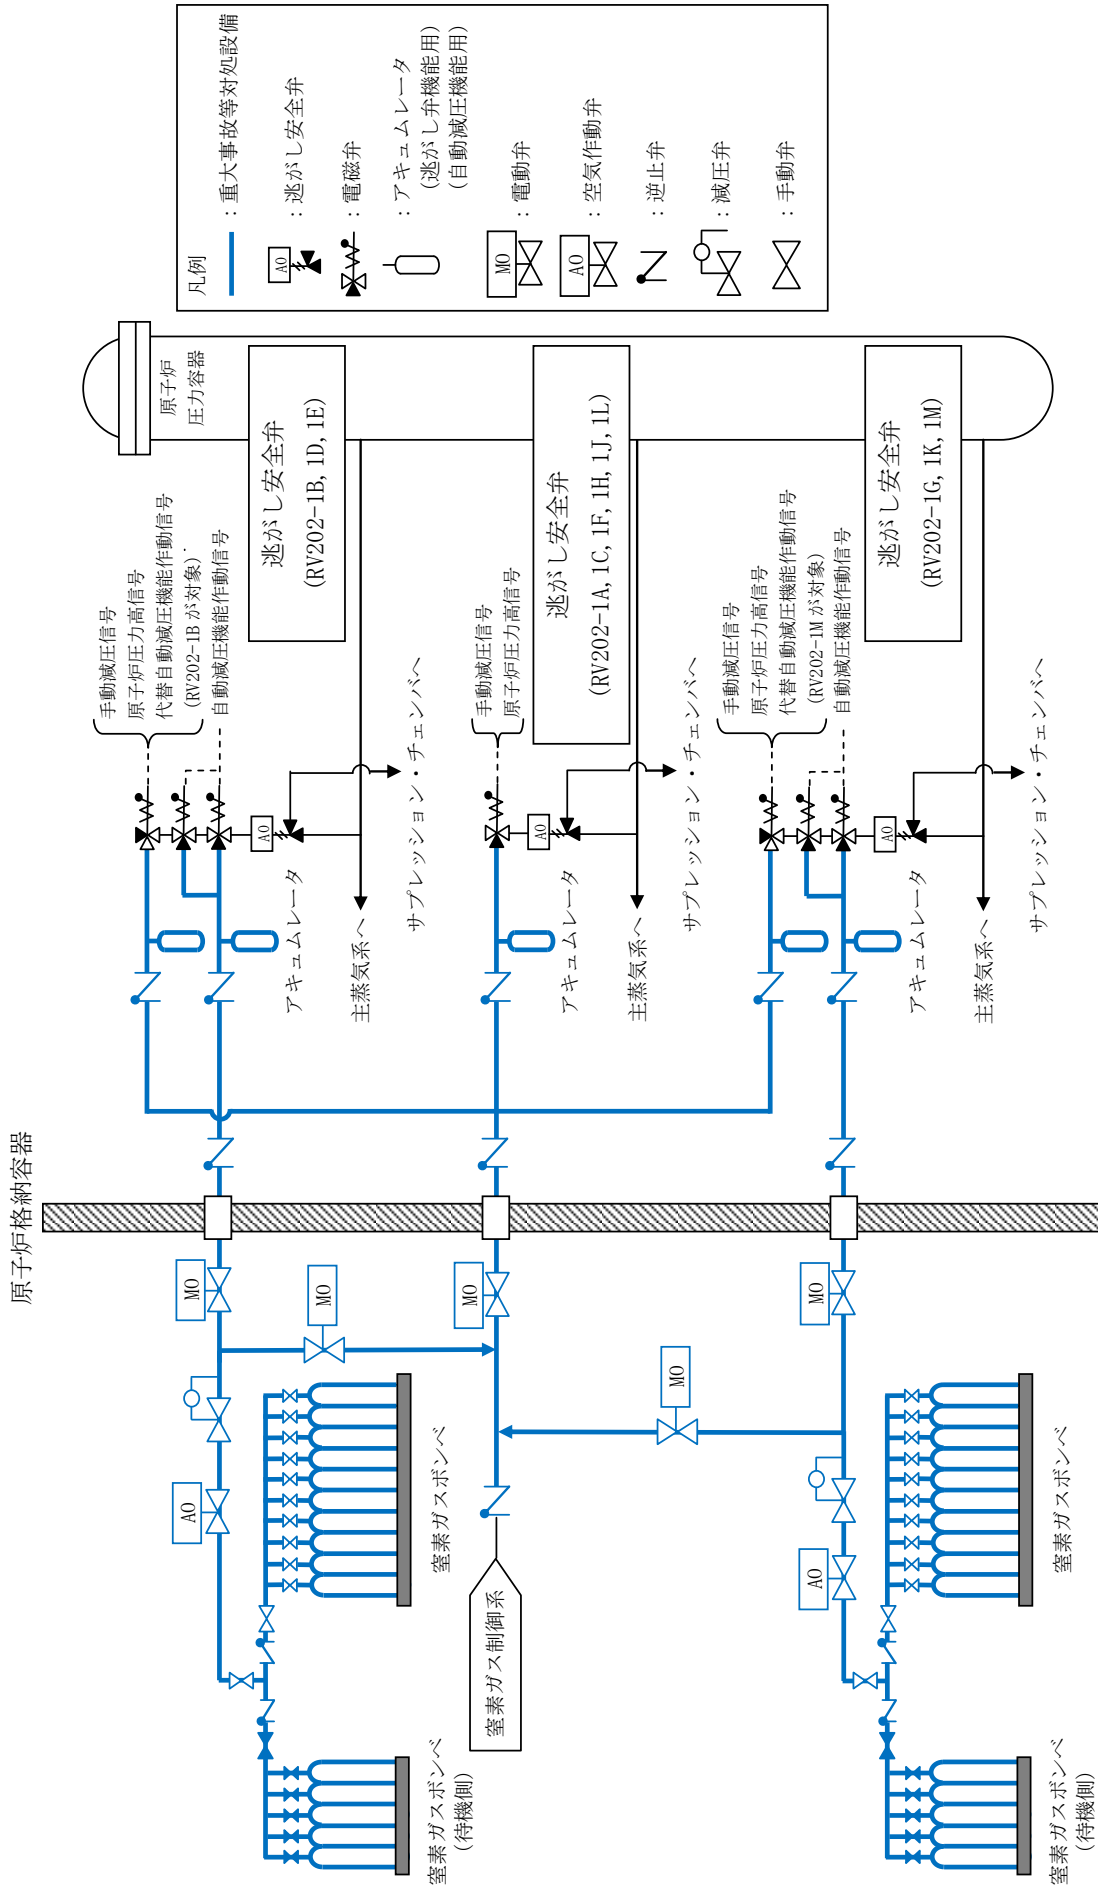 原子炉格納容器
手動減圧信号
原子炉圧力高信号
代替自動減圧機能作動信号
(RV202-1Bが対象)
自動減圧機能作動信号
AO
アキュムレータ
主蒸気系へ
サプレッション・チェンバへ
逃がし安全弁
(RV202-1B, 1D, 1E)
原子炉
圧力容器
手動減圧信号
原子炉圧力高信号
AO
アキュムレータ
主蒸気系へ
サプレッション・チェンバへ
逃がし安全弁
(RV202-1A, 1C, 1F, 1H, 1J, 1L)
手動減圧信号
原子炉圧力高信号
代替自動減圧機能作動信号
(RV202-1Mが対象)
自動減圧機能作動信号
AO
アキュムレータ
主蒸気系へ
サプレッション・チェンバへ
逃がし安全弁
(RV202-1G, 1K, 1M)
MO
MO
MO
MO
MO
AO
AO
窒素ガスボンベ
窒素ガスボンベ
(待機側)
窒素ガス制御系
窒素ガスボンベ
窒素ガスボンベ
(待機側)
凡例
：重大事故等対処設備
AO
：逃がし安全弁
：電磁弁
：アキュムレータ
(逃がし弁機能用)
(自動減圧機能用)
MO
：電動弁
AO
：空気作動弁
：逆止弁
：減圧弁
：手動弁